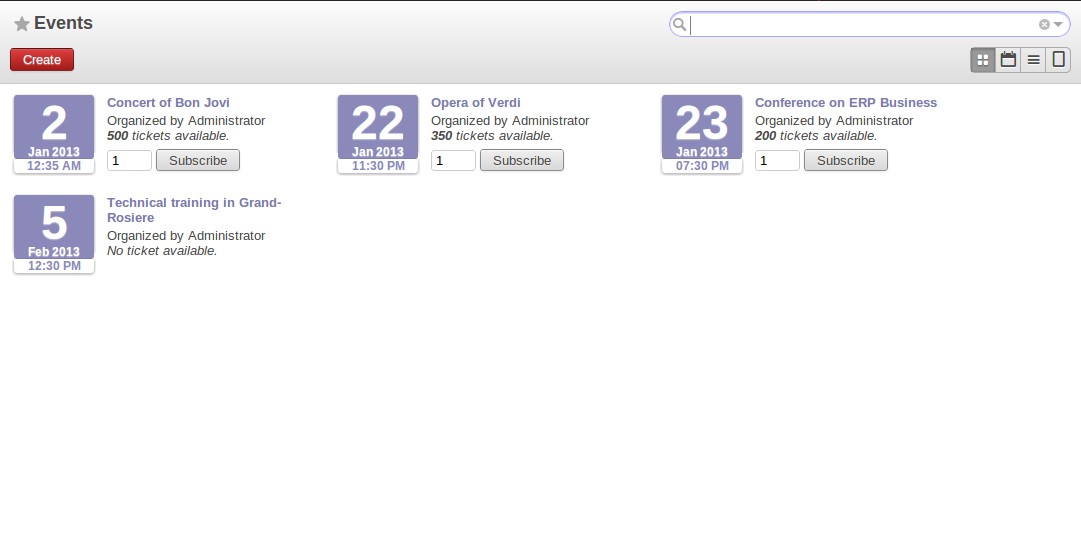 Events
Create
2
Jan 2013
12:35 AM
Concert of Bon Jovi
Organized by Administrator
500 tickets available.
1
Subscribe
22
Jan 2013
11:30 PM
Opera of Verdi
Organized by Administrator
350 tickets available.
1
Subscribe
23
Jan 2013
07:30 PM
Conference on ERP Business
Organized by Administrator
200 tickets available.
1
Subscribe
5
Feb 2013
12:30 PM
Technical training in Grand-
Rosiere
Organized by Administrator
No ticket available.